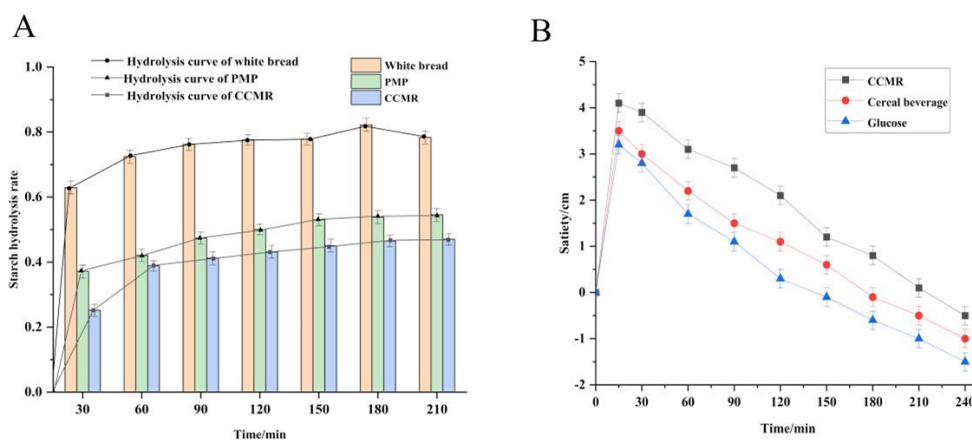 A
Hydrolysis curve of white bread
Hydrolysis curve of PMP
Hydrolysis curve of CCMR
White bread
PMP
CCMR
Starch hydrolysis rate
1.0
0.8
0.6
0.4
0.2
0.0
30 60 90 120 150 180 210
Time/min
B
CCMR
Cereal beverage
Glucose
Satiety/cm
5
4
3
2
1
0
-1
-2
0 30 60 90 120 150 180 210 240
Time/min